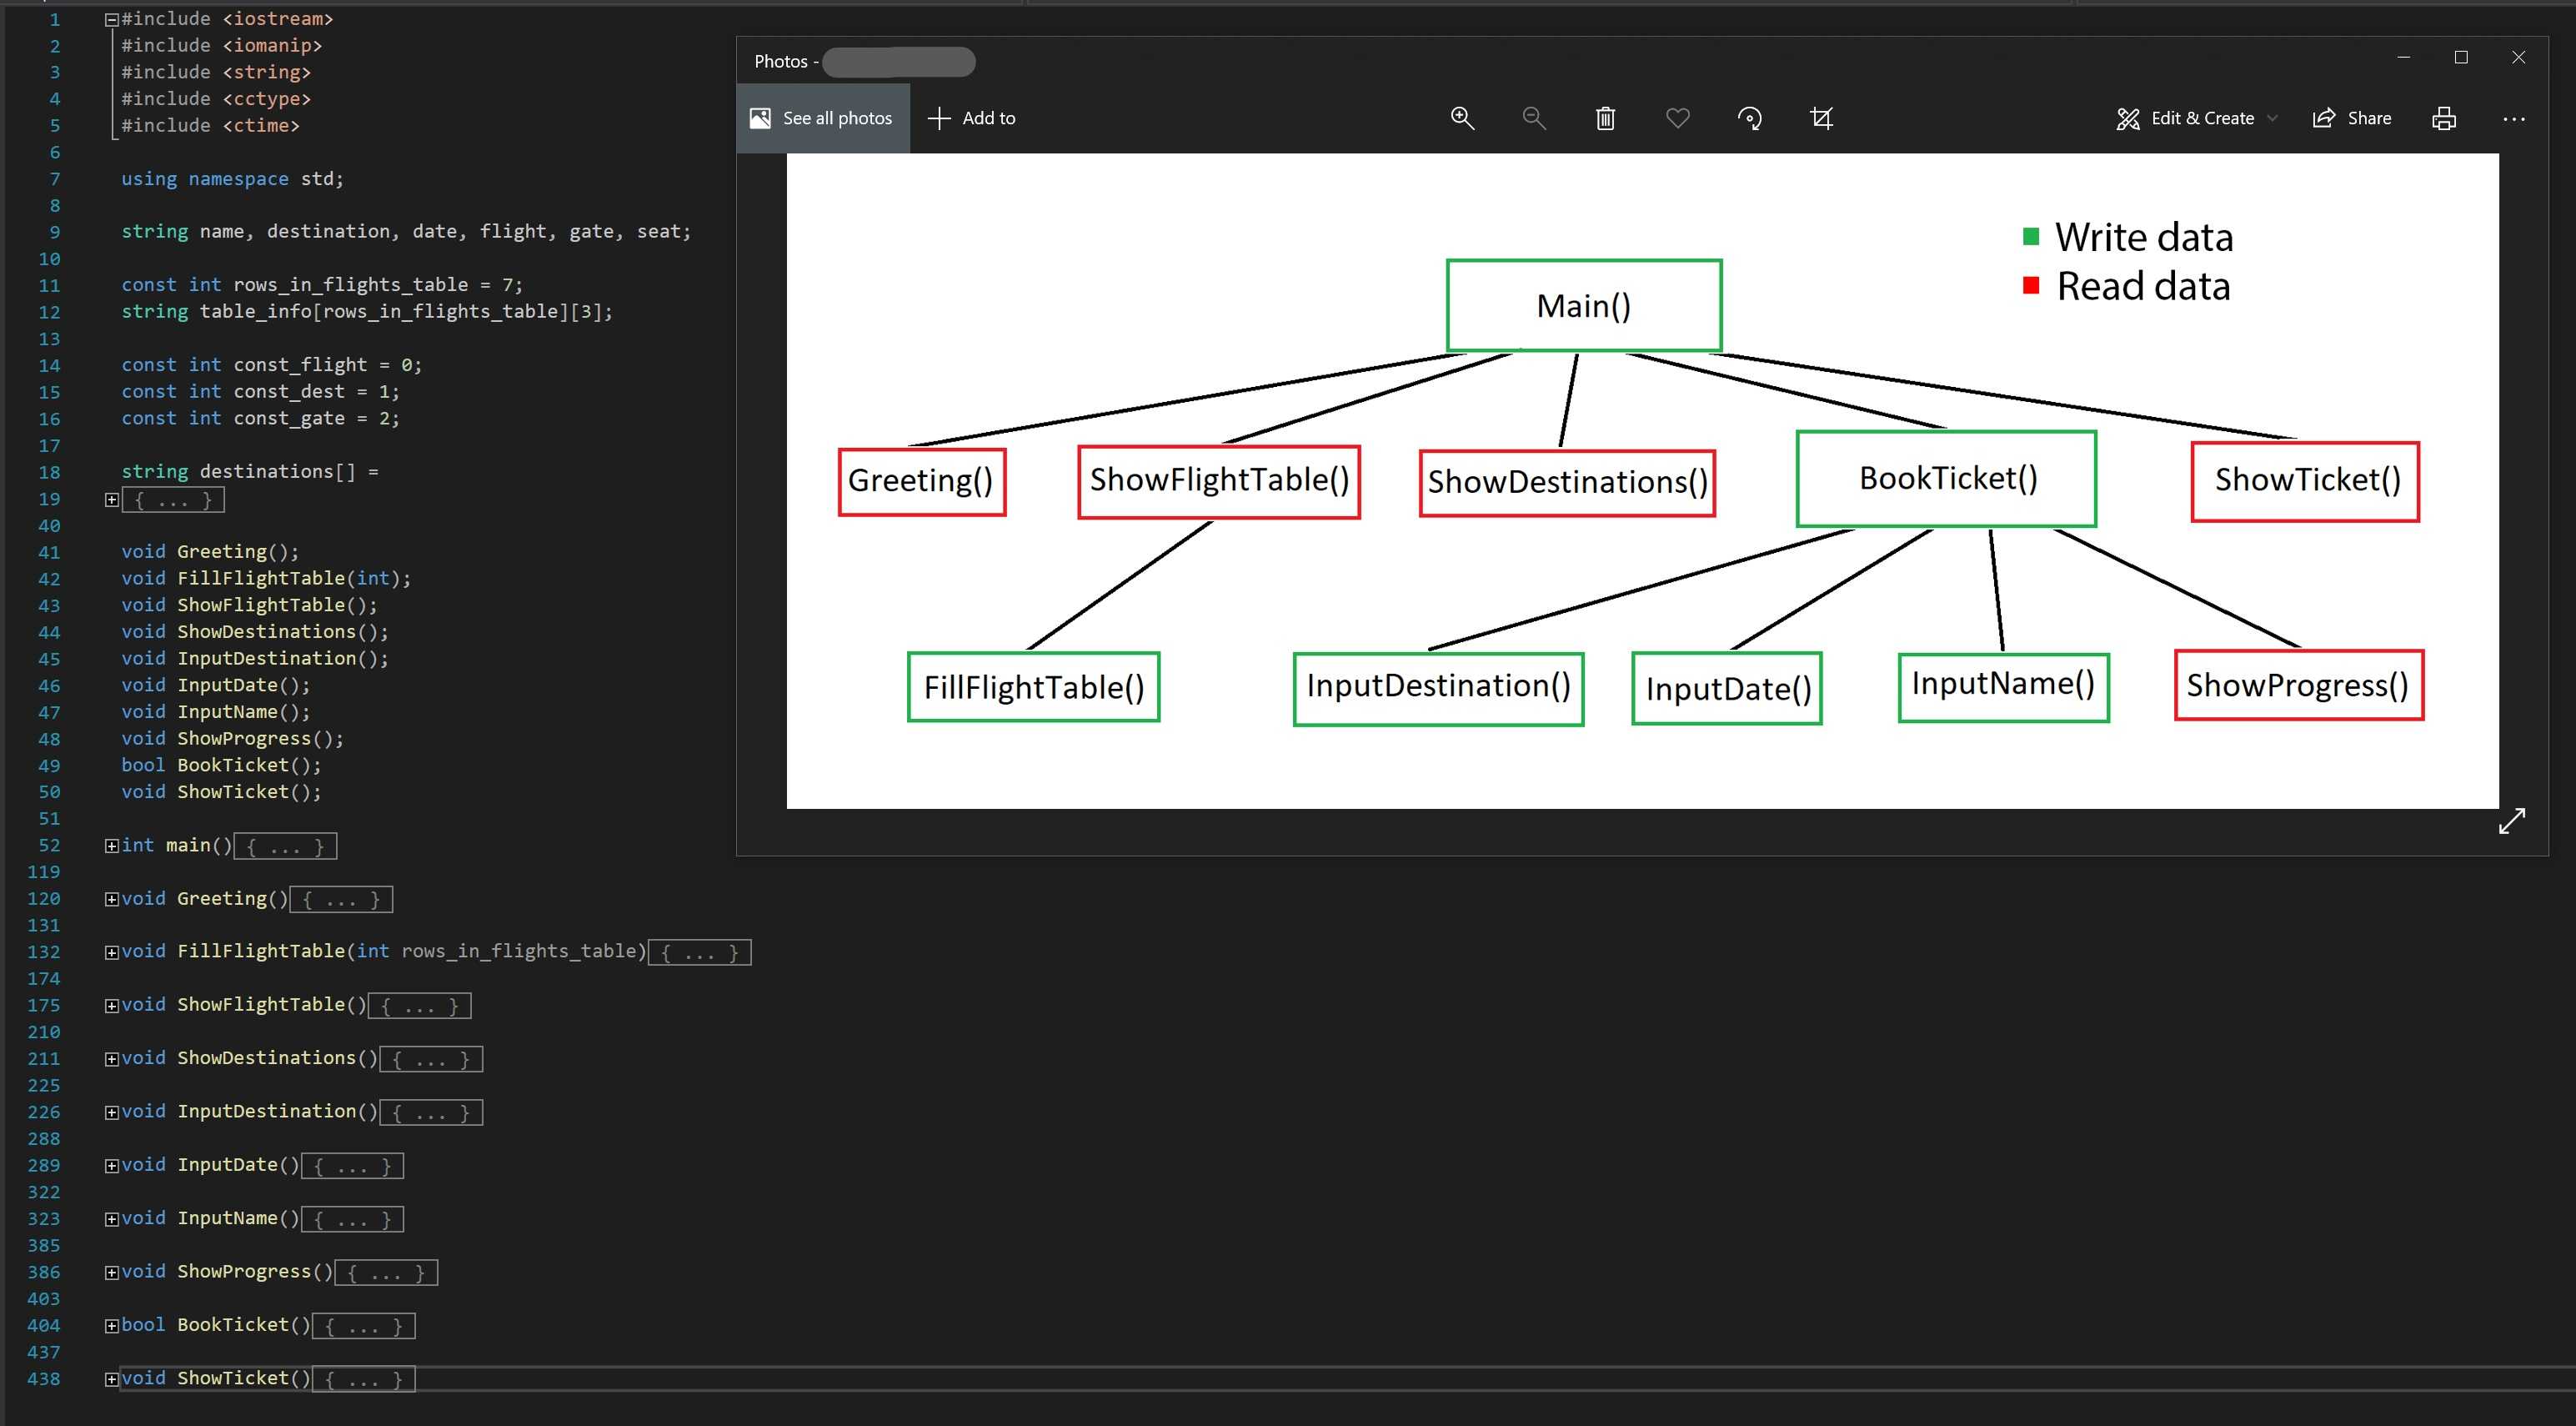 1 #include <iostream>
2 #include <iomanip>
3 #include <string>
4 #include <cctype>
5 #include <ctime>
6
7 using namespace std;
8
9 string name, destination, date, flight, gate, seat;
10
11 const int rows_in_flights_table = 7;
12 string table_info[rows_in_flights_table][3];
13
14 const int const_flight = 0;
15 const int const_dest = 1;
16 const int const_gate = 2;
17
18 string destinations[] =
19 { ... }
40
41 void Greeting();
42 void FillFlightTable(int);
43 void ShowFlightTable();
44 void ShowDestinations();
45 void InputDestination();
46 void InputDate();
47 void InputName();
48 void ShowProgress();
49 bool BookTicket();
50 void ShowTicket();
51
52 int main(){ ... }
119
120 void Greeting(){ ... }
131
132 void FillFlightTable(int rows_in_flights_table){ ... }
174
175 void ShowFlightTable(){ ... }
210
211 void ShowDestinations(){ ... }
225
226 void InputDestination(){ ... }
288
289 void InputDate(){ ... }
322
323 void InputName(){ ... }
385
386 void ShowProgress(){ ... }
403
404 bool BookTicket(){ ... }
437
438 void ShowTicket(){ ... }
Photos -
See all photos
Add to
Edit & Create
Share
Write data
Read data
Main()
Greeting()
ShowFlightTable()
ShowDestinations()
BookTicket()
ShowTicket()
FillFlightTable()
InputDestination()
InputDate()
InputName()
ShowProgress()